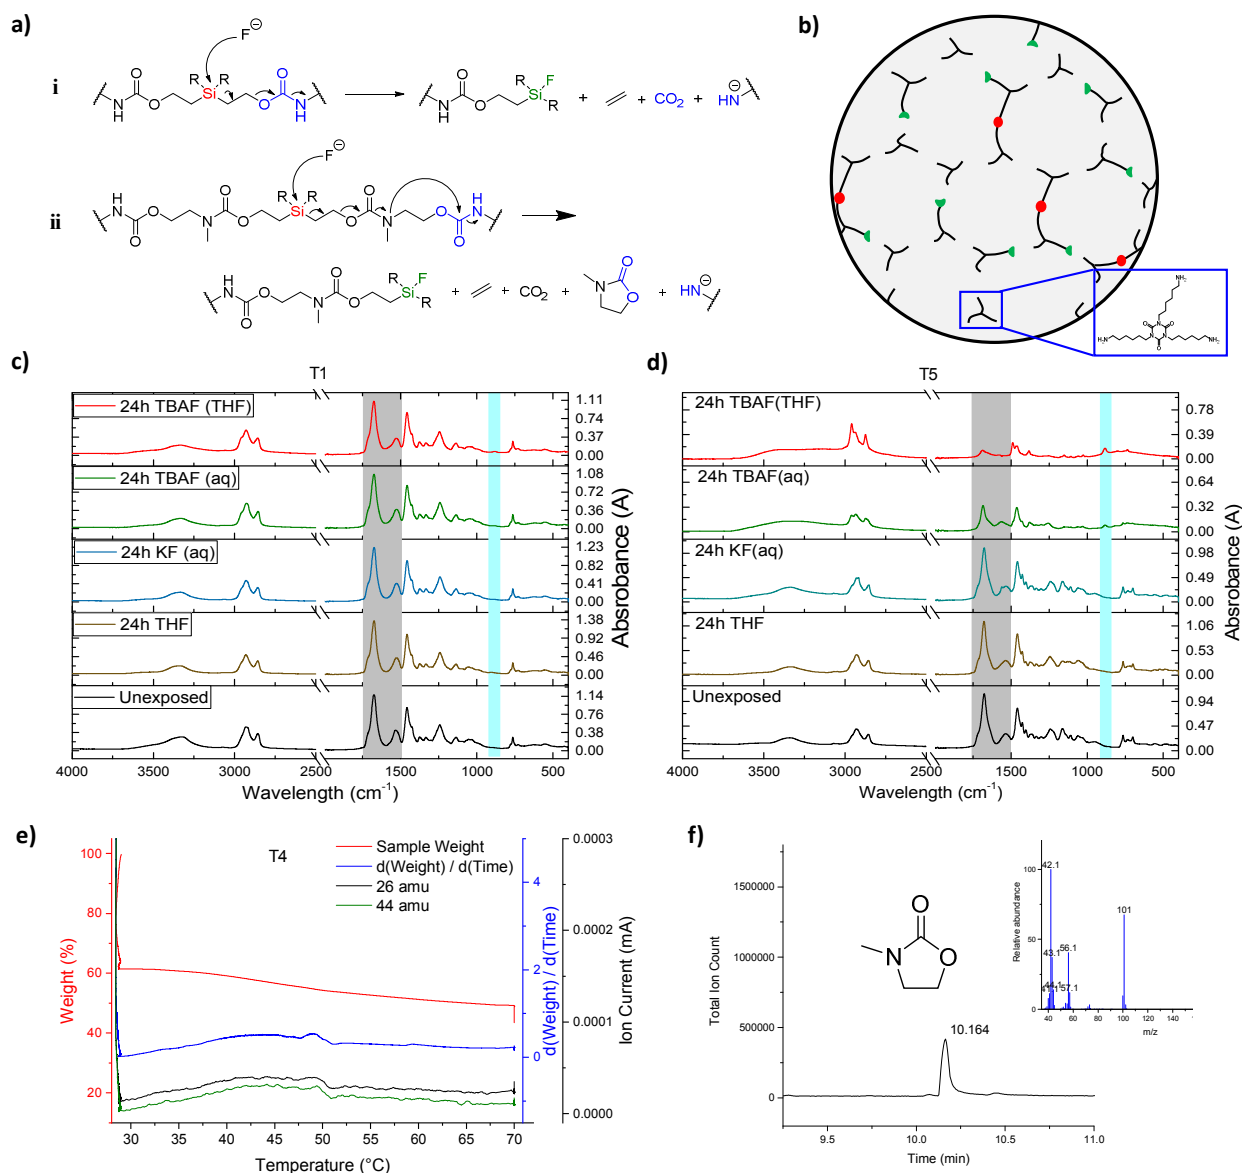 a)
F⊖
i
N H O O R R Si O O N H
N H O O R Si F R + + CO2 + HN⊖
F⊖
ii
H N O O N O O R R Si O O N O O H N
H N O O N O O R Si F R + + CO2 + N O O + HN⊖
b)
NH2
O N N O N O
H2N NH2
c)
T1
24h TBAF (THF)
24h TBAF (aq)
24h KF (aq)
24h THF
Unexposed
1.11
0.74
0.37
0.00
1.08
0.72
0.36
0.00
1.23
0.82
0.41
0.00
1.38
0.92
0.46
0.00
1.14
0.76
0.38
0.00
Absrobance (A)
4000 3500 3000 2500 1500 1000 500
Wavelength (cm-1)
d)
T5
24h TBAF(THF)
24h TBAF(aq)
24h KF(aq)
24h THF
Unexposed
0.78
0.39
0.00
0.64
0.32
0.00
0.98
0.49
0.00
1.06
0.53
0.00
0.94
0.47
0.00
Absrobance (A)
4000 3500 3000 2500 1500 1000 500
Wavelength (cm-1)
e)
T4
Sample Weight
d(Weight) / d(Time)
26 amu
44 amu
100
80
60
40
20
Weight (%)
4
2
0
d(Weight) / d(Time)
0.0003
0.0002
0.0001
0.0000
Ion Current (mA)
30 35 40 45 50 55 60 65 70
Temperature (°C)
f)
1500000
1000000
500000
0
Total Ion Count
O
N O
10.164
9.5 10.0 10.5 11.0
Time (min)
100
50
0
Relative abundance
42.1
101
43.1
56.1
57.1
40 60 80 100 120 140
m/z